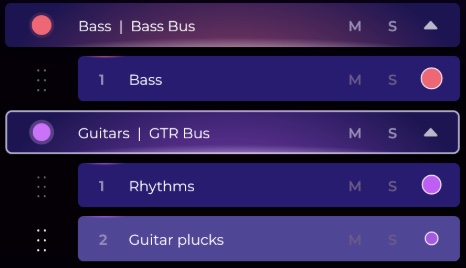 Bass | Bass Bus M S
1 Bass
Guitars | GTR Bus M S
1 Rhythms M S
2 Guitar plucks M S